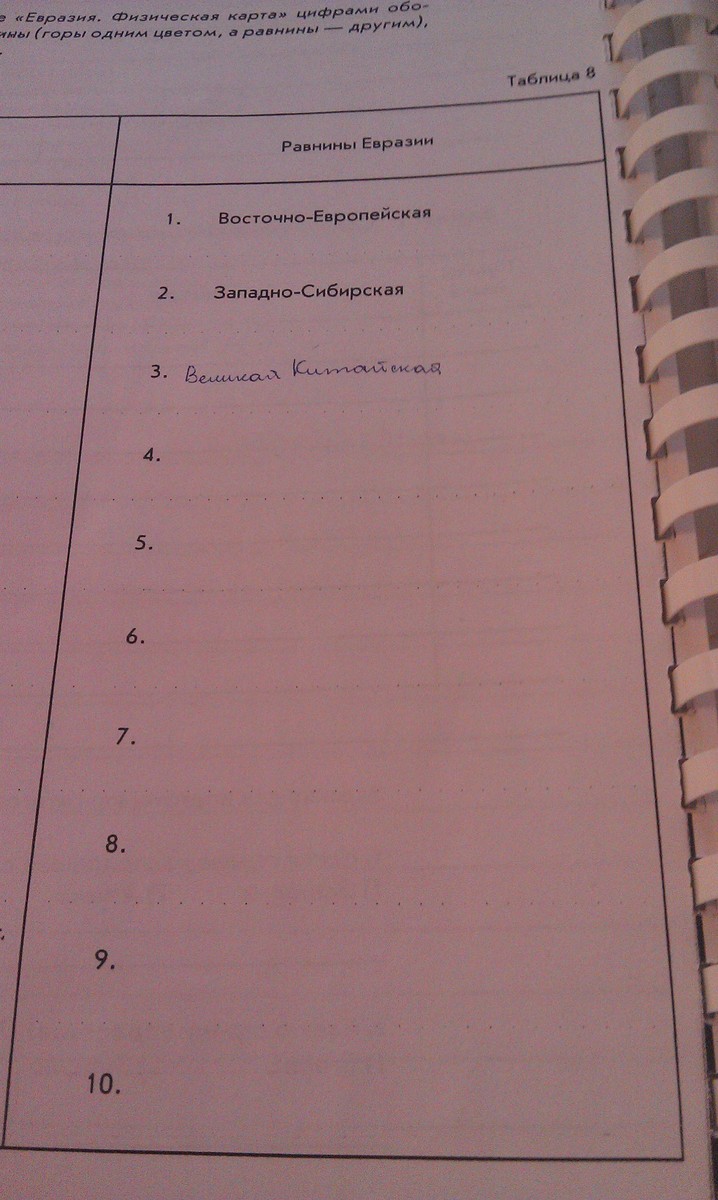 е «Евразия. Физическая карта» цифрами обо-
ины (горы одним цветом, а равнины — другим),
Таблица 8
Равнины Евразии
1. Восточно-Европейская
2. Западно-Сибирская
3. Великая Китайская
4.
5.
6.
7.
8.
9.
10.